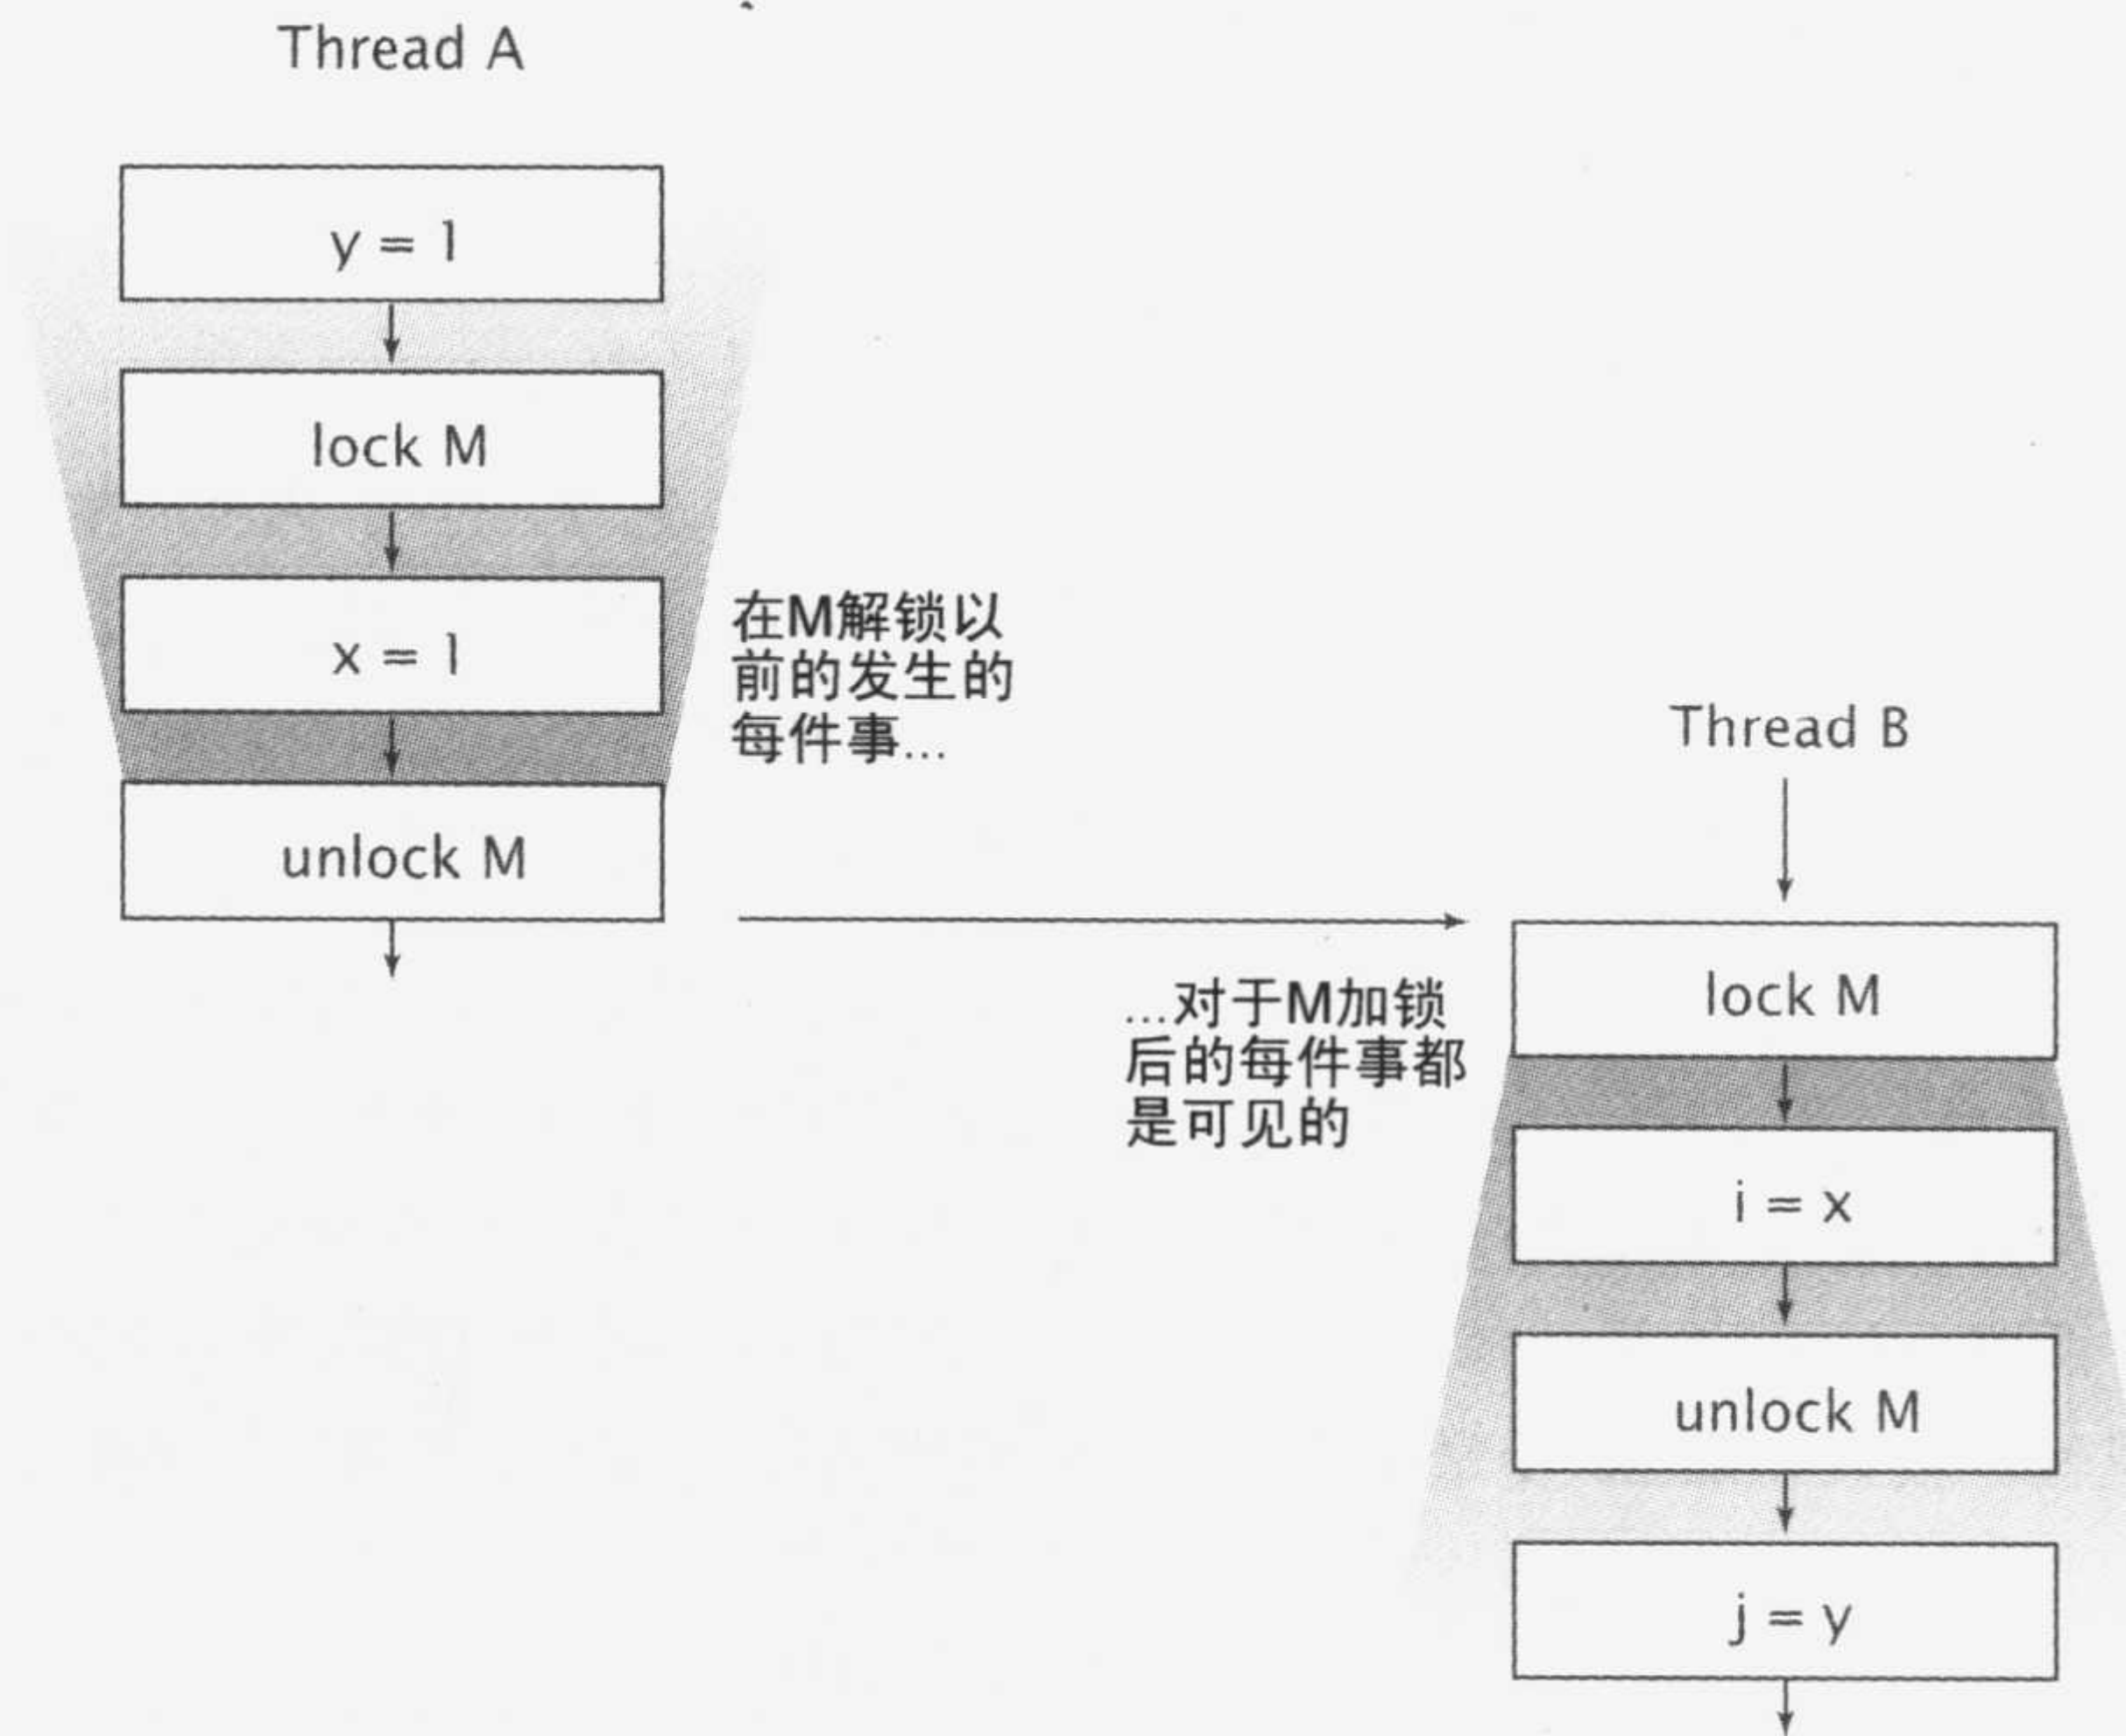 Thread A
y = 1
lock M
x = 1
在M解锁以
前的发生的
每件事...
unlock M
Thread B
lock M
...对于M加锁
后的每件事都
是可见的
i = x
unlock M
j = y